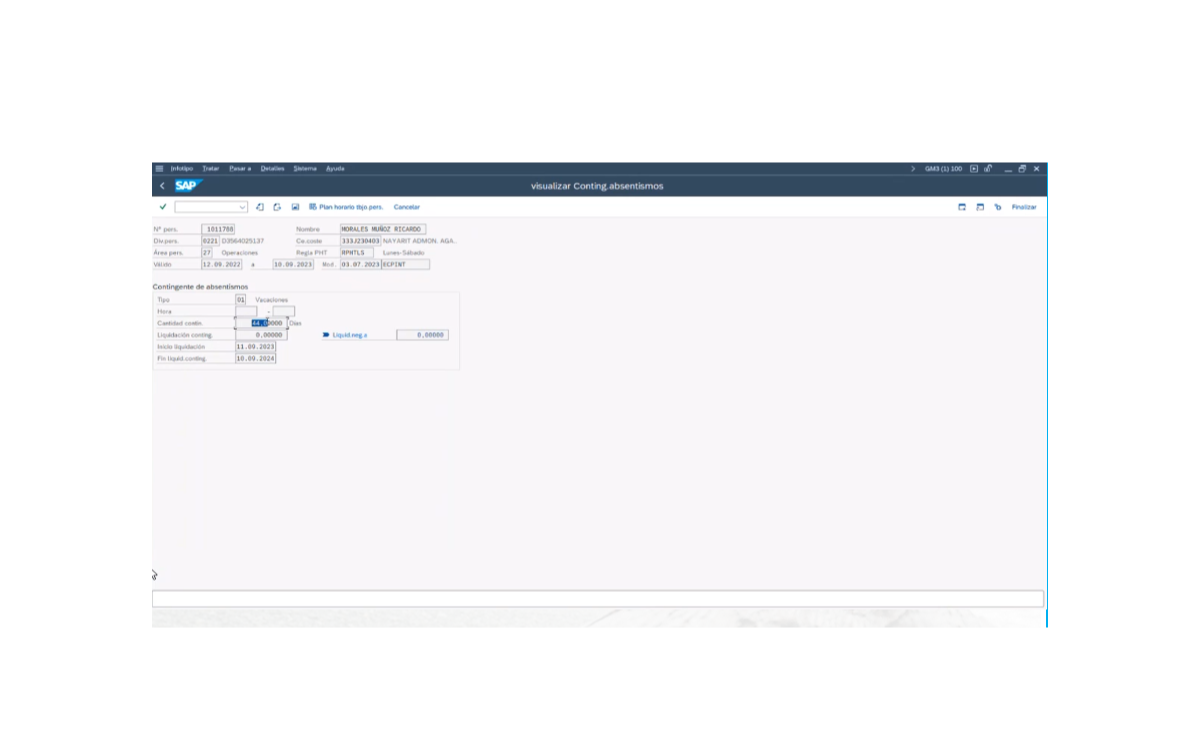 Infotipo Tratar Pasar a Detalles Sistema Ayuda GM3 (1) 100
SAP visualizar Conting.absentismos
Plan horario tbjo.pers. Cancelar Finalizar
Nº pers. 1011766 Nombre MORALES MUÑOZ RICARDO
Div.pers. 0221 D3564025137 Ce.coste NAYARIT ADMON. AGA..
Área pers. 27 Operaciones Regla PHT RPHTLS Lunes-Sábado
Válido 12.09.2022 a 10.09.2023 Mod. 03.07.2023 ECPINT
Contingente de absentismos
Tipo 01 Vacaciones
Hora -
Cantidad contin. 44,00000 Días
Liquidación conting. 0,00000 Liquid.neg.a 0,00000
Inicio liquidación 11.09.2023
Fin liquid.conting. 10.09.2024